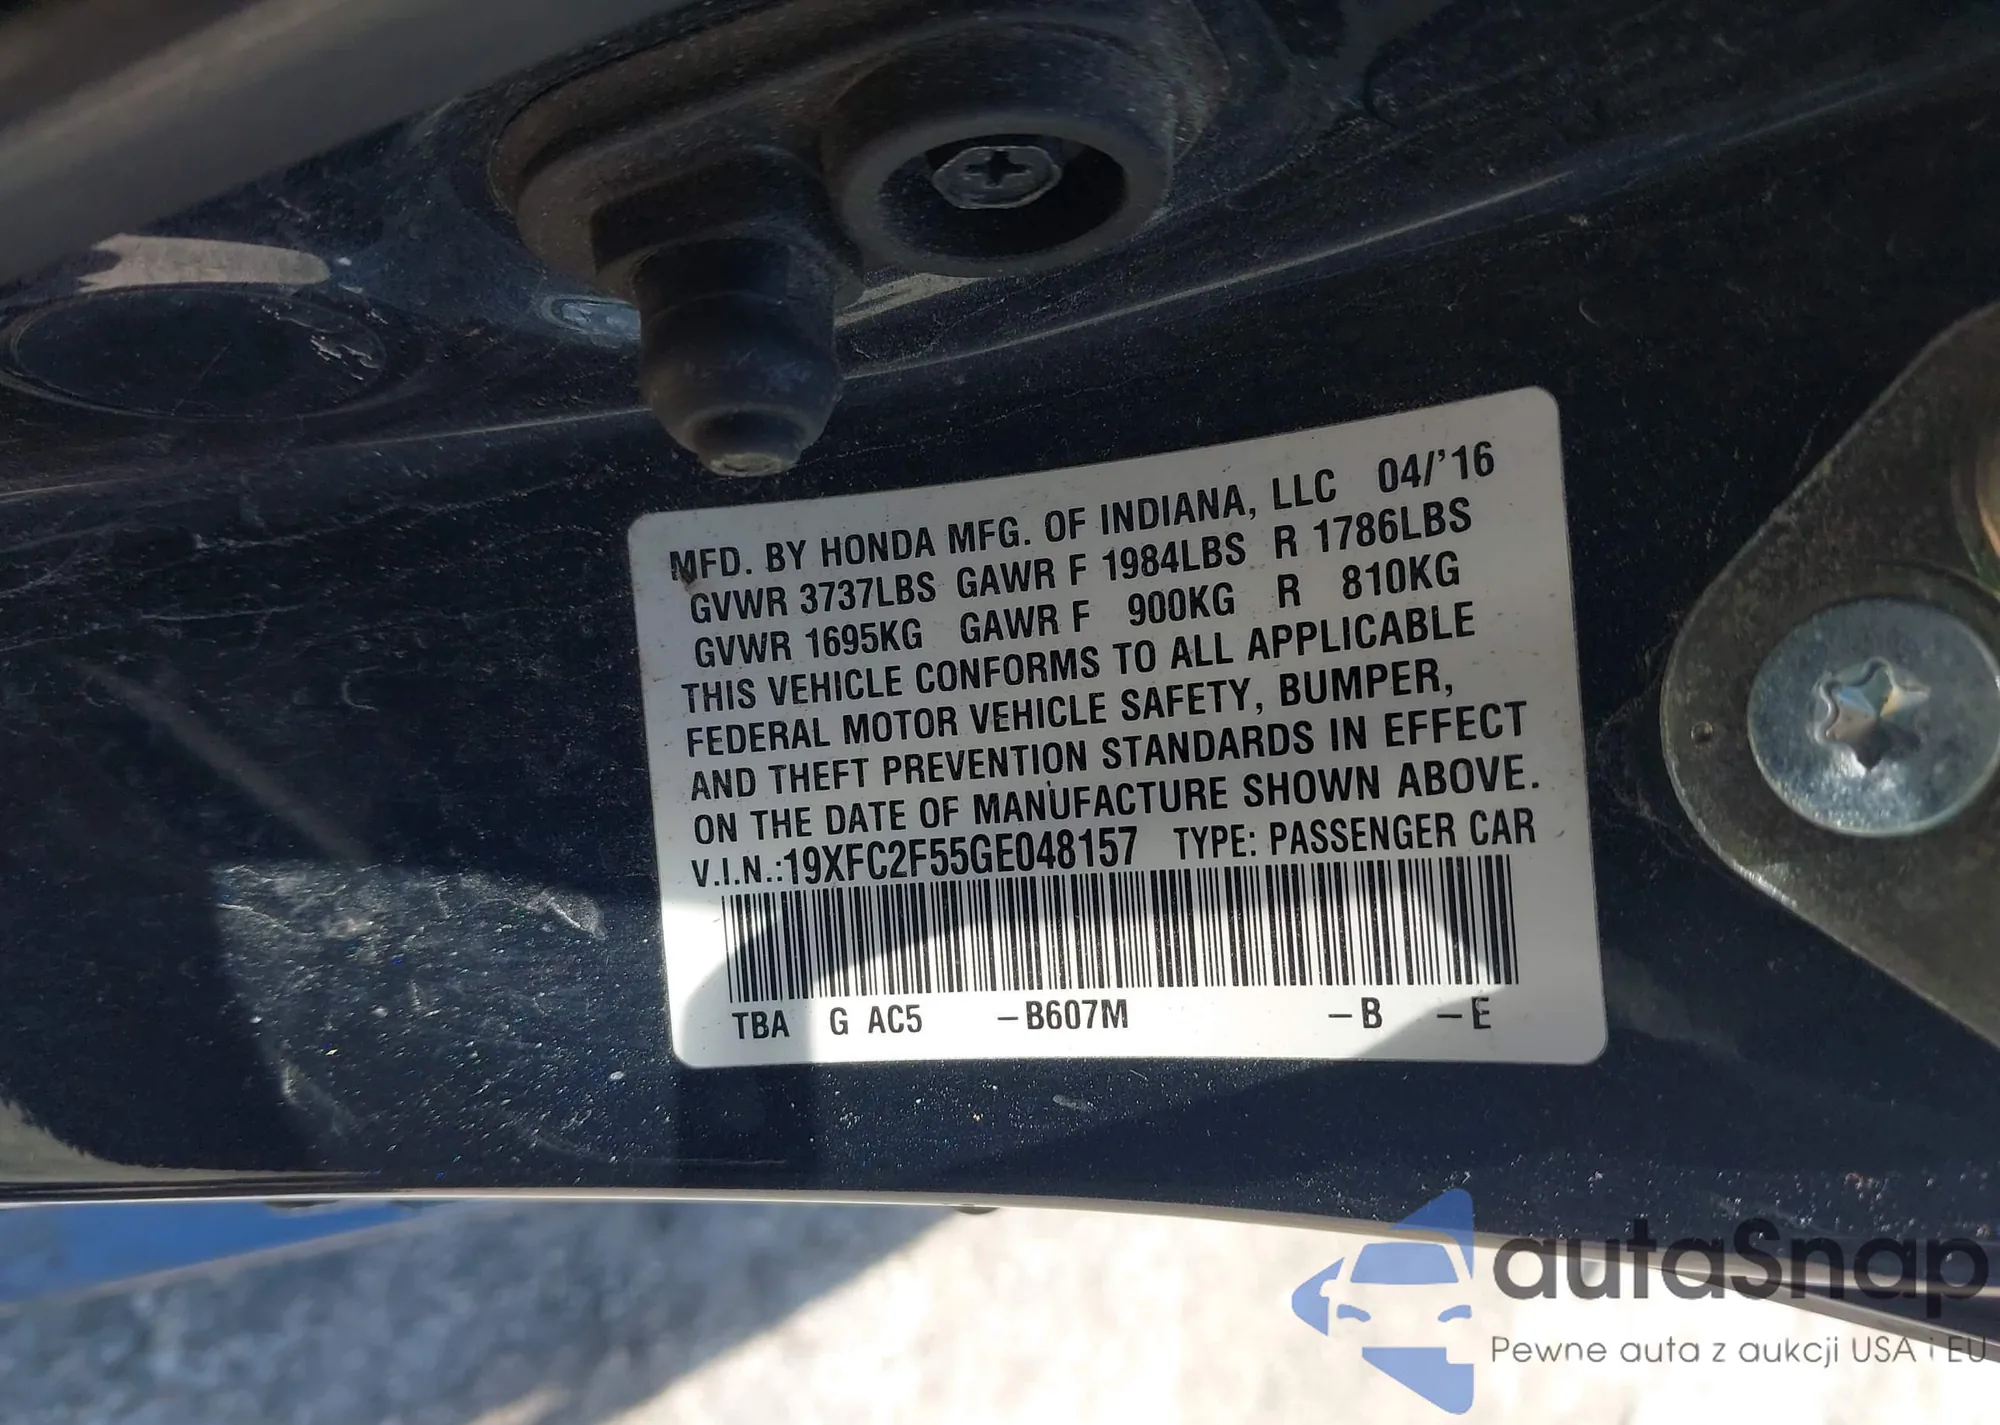 MFD. BY HONDA MFG. OF INDIANA, LLC 04/'16
GVWR 3737LBS GAWR F 1984LBS R 1786LBS
GVWR 1695KG GAWR F 900KG R 810KG
THIS VEHICLE CONFORMS TO ALL APPLICABLE
FEDERAL MOTOR VEHICLE SAFETY, BUMPER,
AND THEFT PREVENTION STANDARDS IN EFFECT
ON THE DATE OF MANUFACTURE SHOWN ABOVE.
V.I.N.:19XFC2F55GE048157 TYPE: PASSENGER CAR
TBA G AC5 -B607M -B -E
autaSnap
Pewne auta z aukcji USA i EU